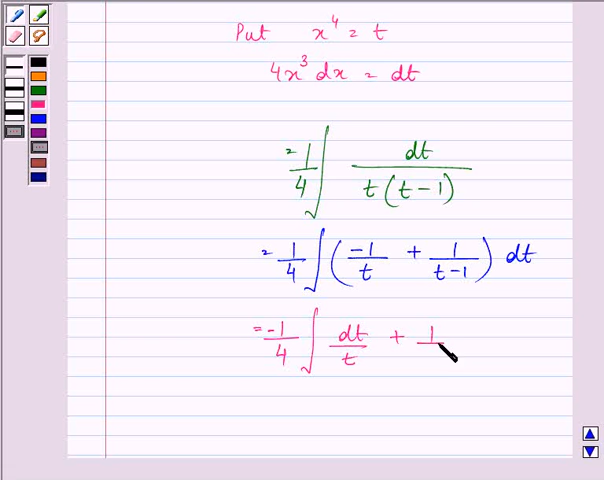 Put x⁴ = t
4x³ dx = dt
= 1/4 ∫ dt / t(t-1)
= 1/4 ∫ (-1/t + 1/t-1) dt
= -1/4 ∫ dt/t + 1/